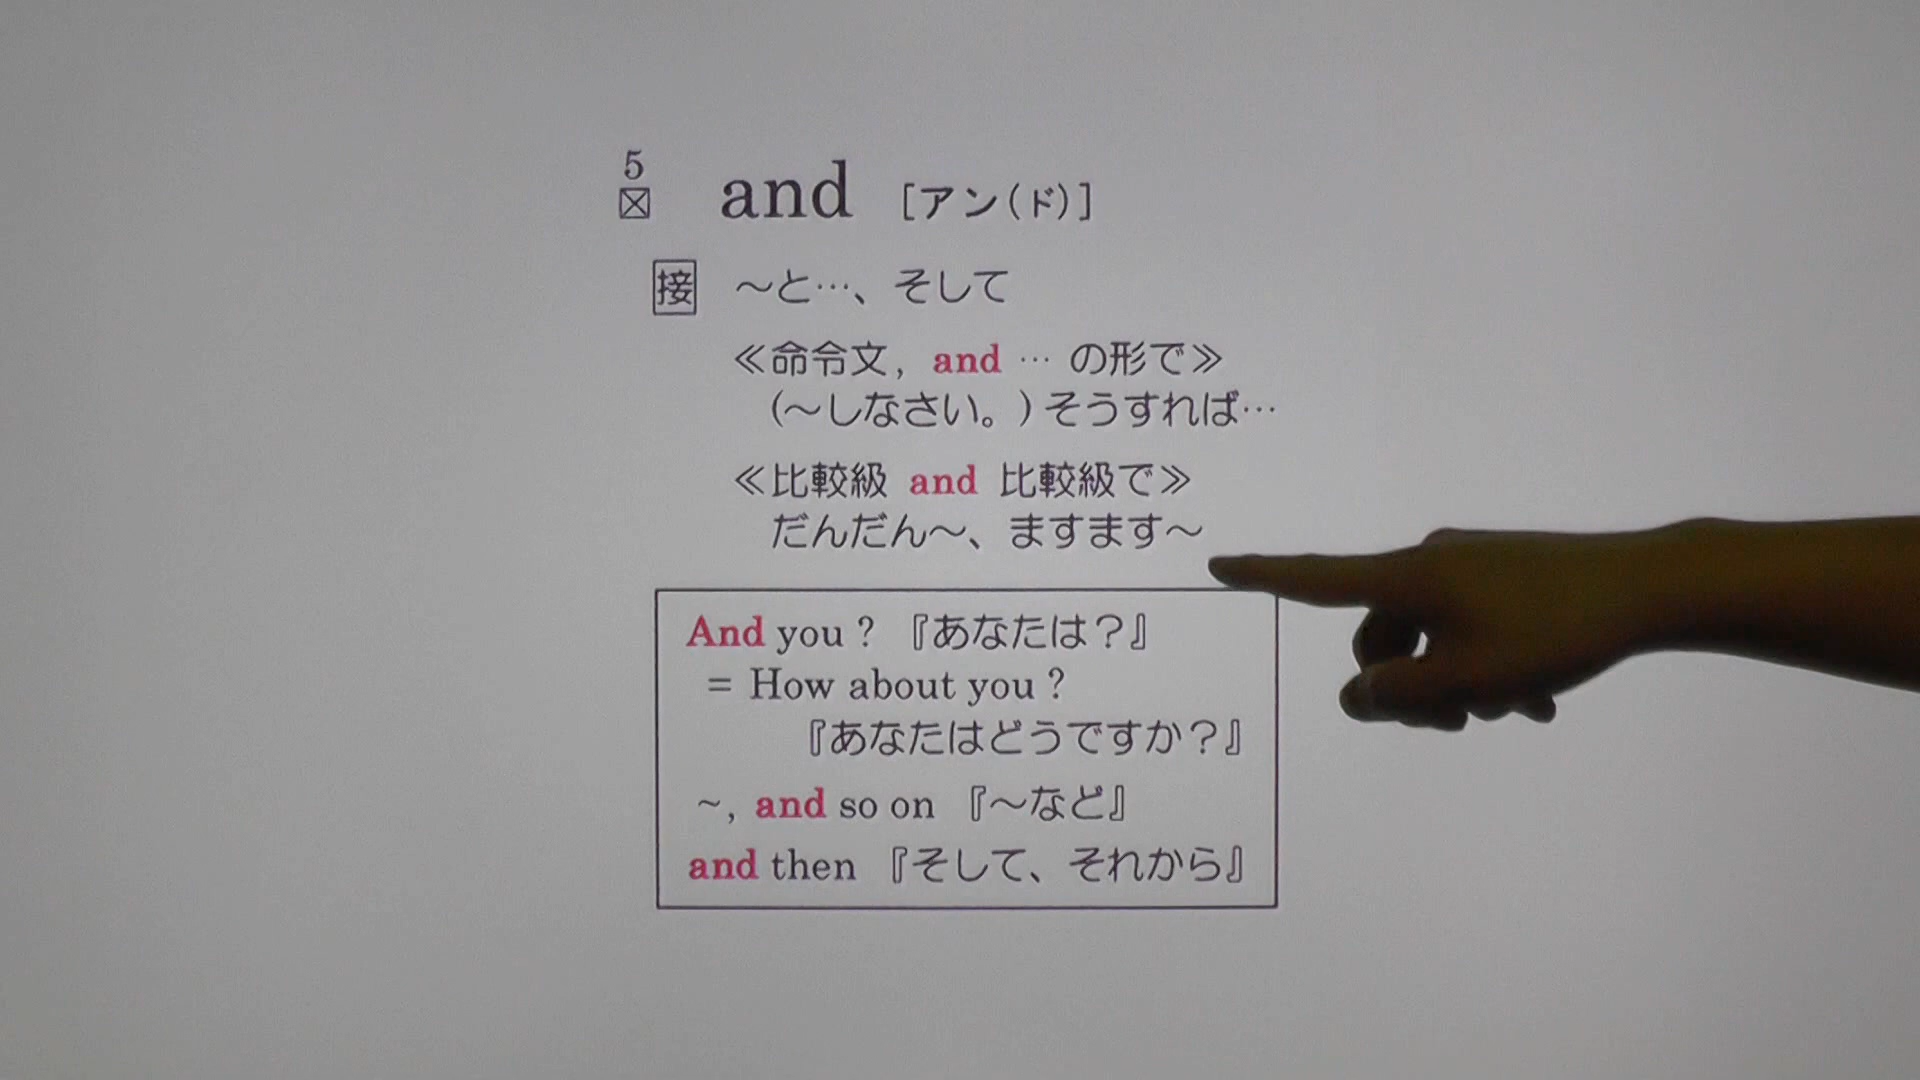 5
and [アン(ド)]
接 ～と…、そして
≪命令文, and … の形で≫
(～しなさい。)そうすれば…
≪比較級 and 比較級で≫
だんだん～、ますます～
And you ? 『あなたは？』
= How about you ?
『あなたはどうですか？』
~, and so on 『～など』
and then 『そして、それから』